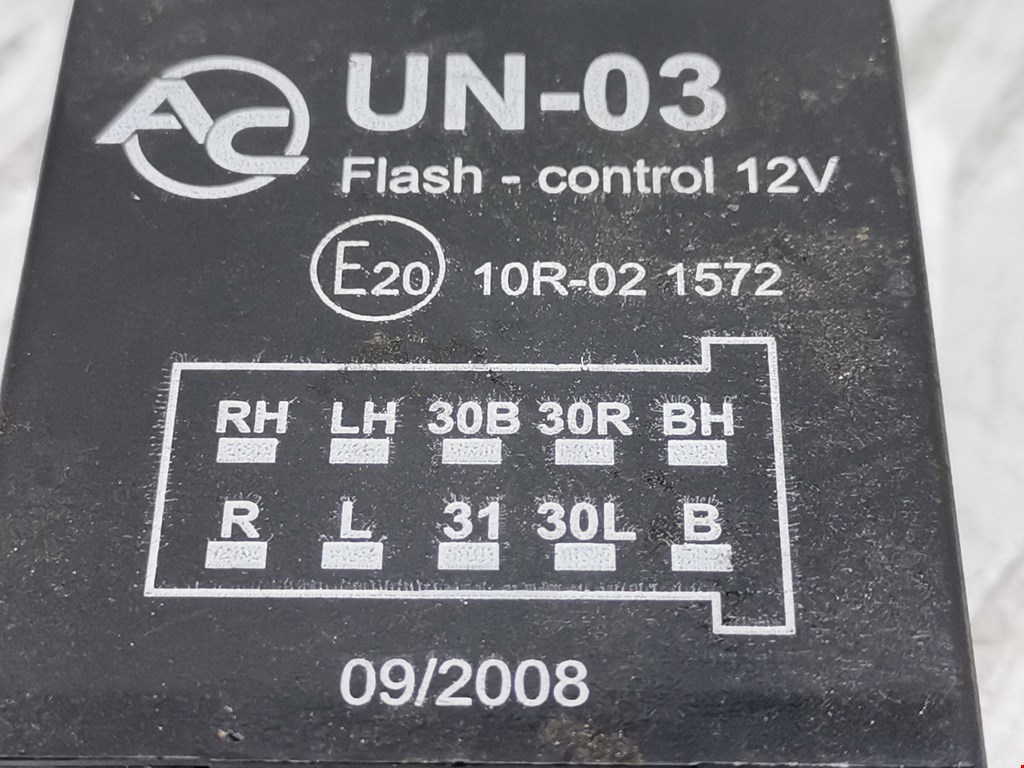 AC UN-03
Flash - control 12V
E20 10R-02 1572
RH LH 30B 30R BH
R L 31 30L B
09/2008